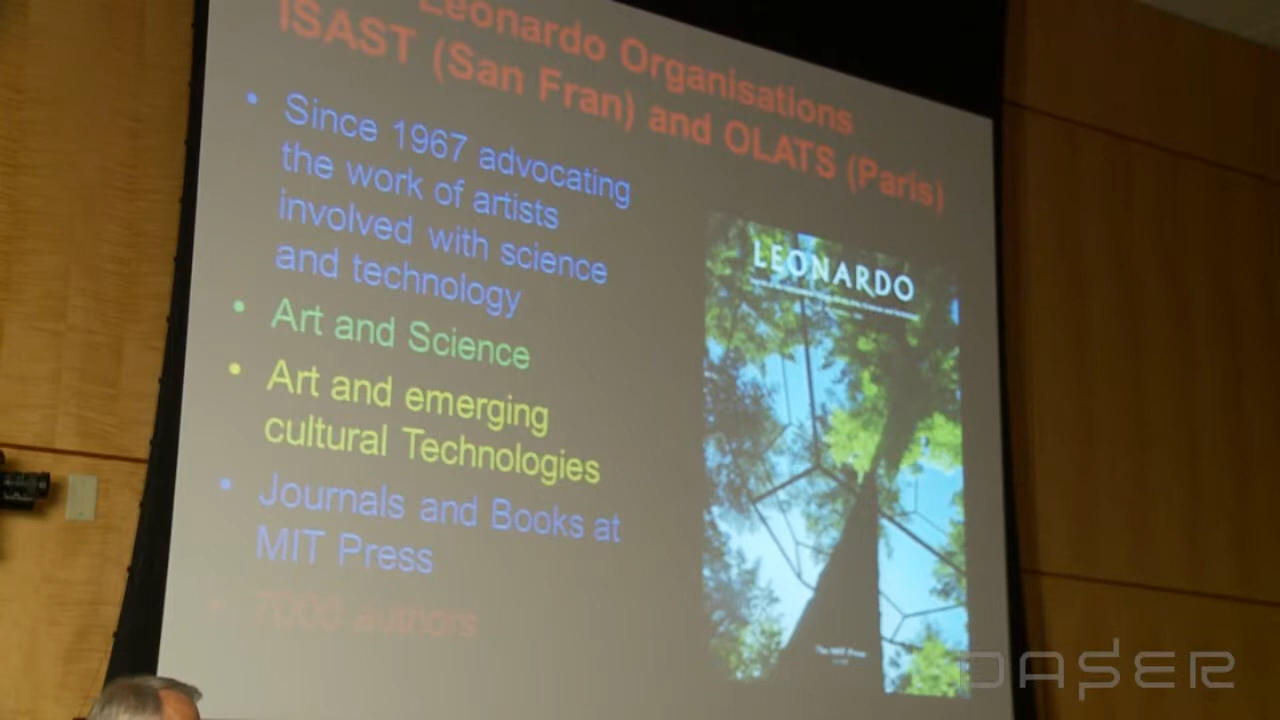 Leonardo Organisations
ISAST (San Fran) and OLATS (Paris)
• Since 1967 advocating
the work of artists
involved with science
and technology
• Art and Science
• Art and emerging
cultural Technologies
• Journals and Books at
MIT Press
• 7000 authors
LEONARDO
The MIT Press
DASER